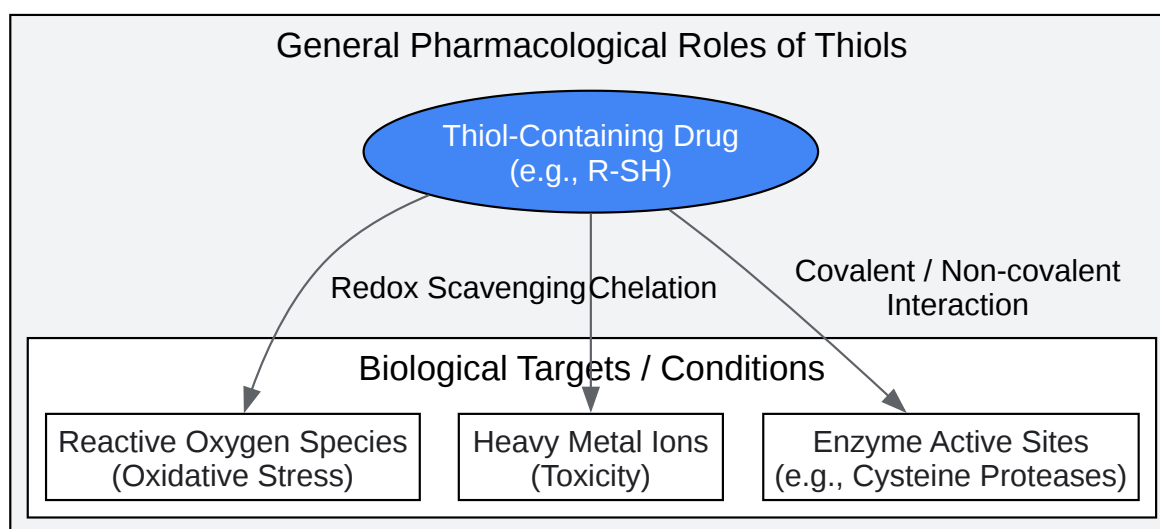 General Pharmacological Roles of Thiols
Thiol-Containing Drug
(e.g., R-SH)
Redox Scavenging
Chelation
Covalent / Non-covalent
Interaction
Biological Targets / Conditions
Reactive Oxygen Species
(Oxidative Stress)
Heavy Metal Ions
(Toxicity)
Enzyme Active Sites
(e.g., Cysteine Proteases)